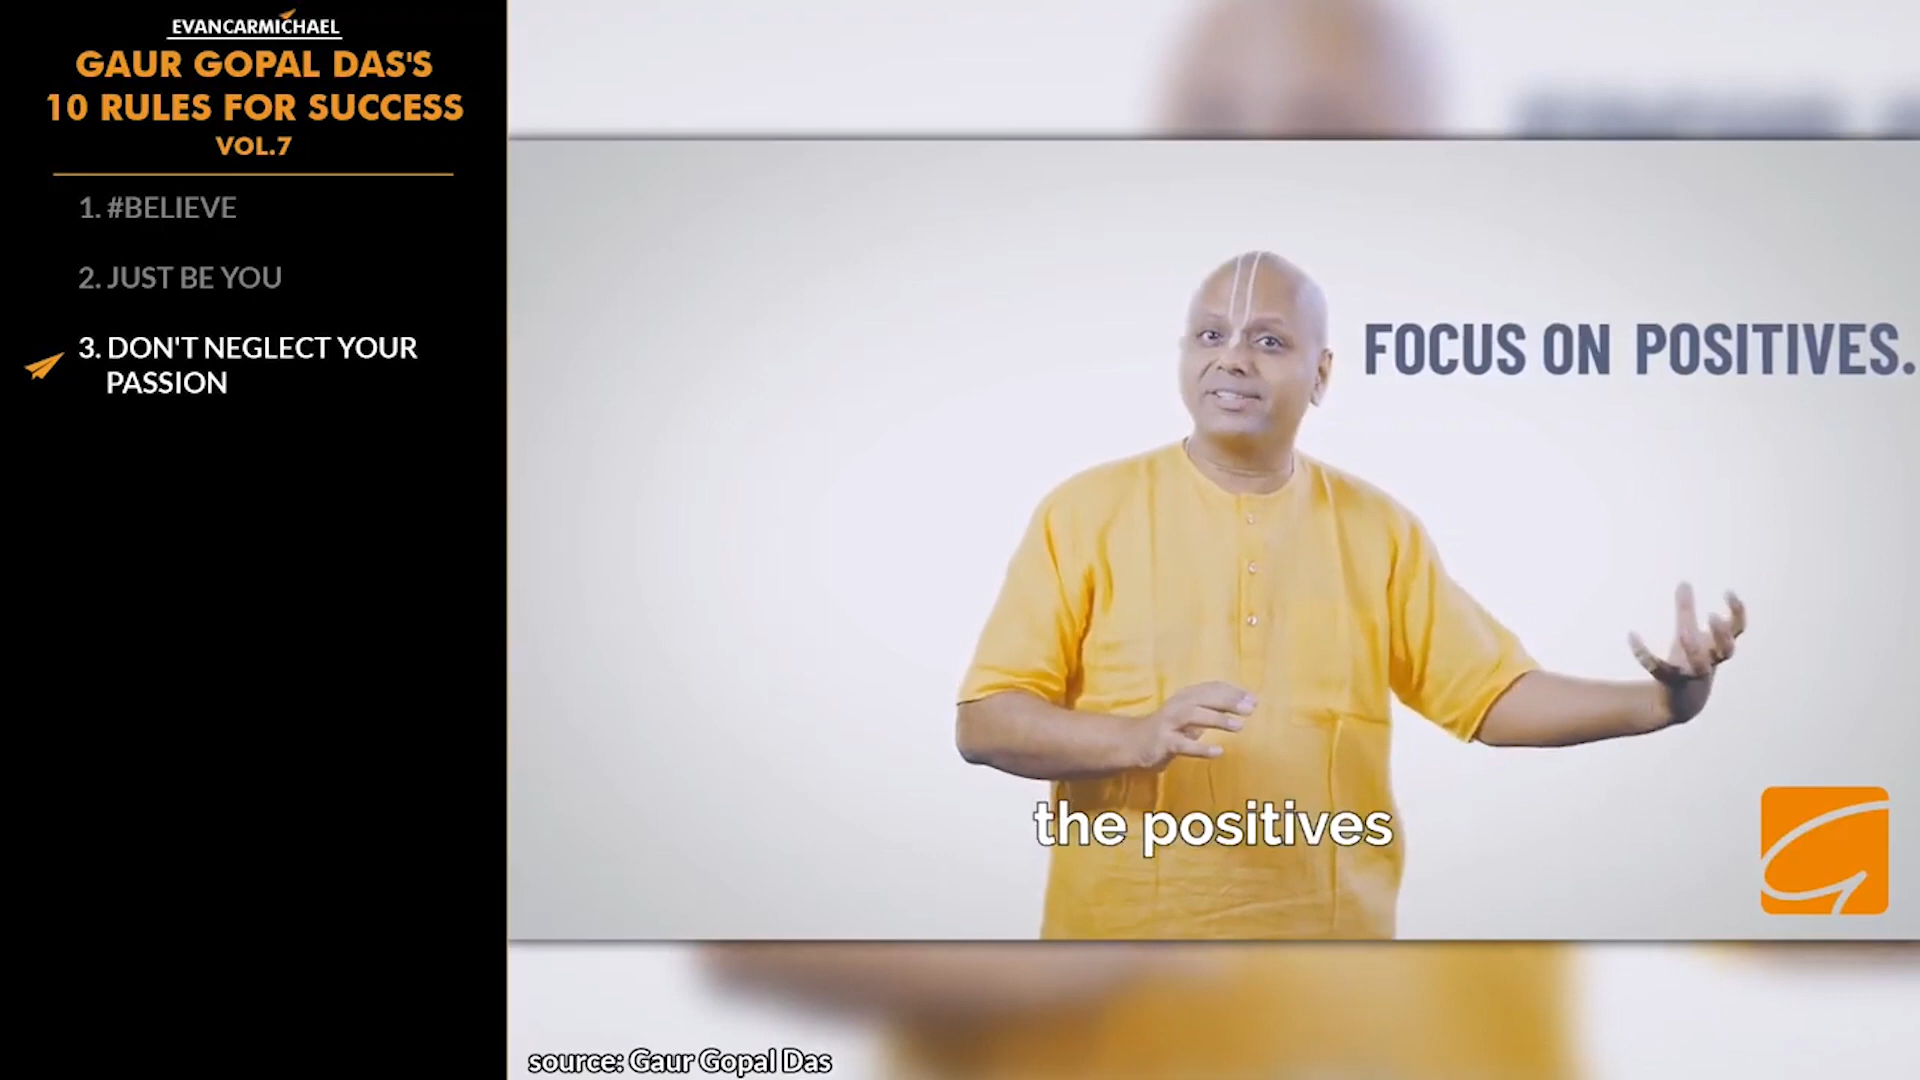 EVANCARMICHAEL
GAUR GOPAL DAS'S
10 RULES FOR SUCCESS
VOL.7
1. #BELIEVE
2. JUST BE YOU
3. DON'T NEGLECT YOUR
PASSION
FOCUS ON POSITIVES.
the positives
source: Gaur Gopal Das